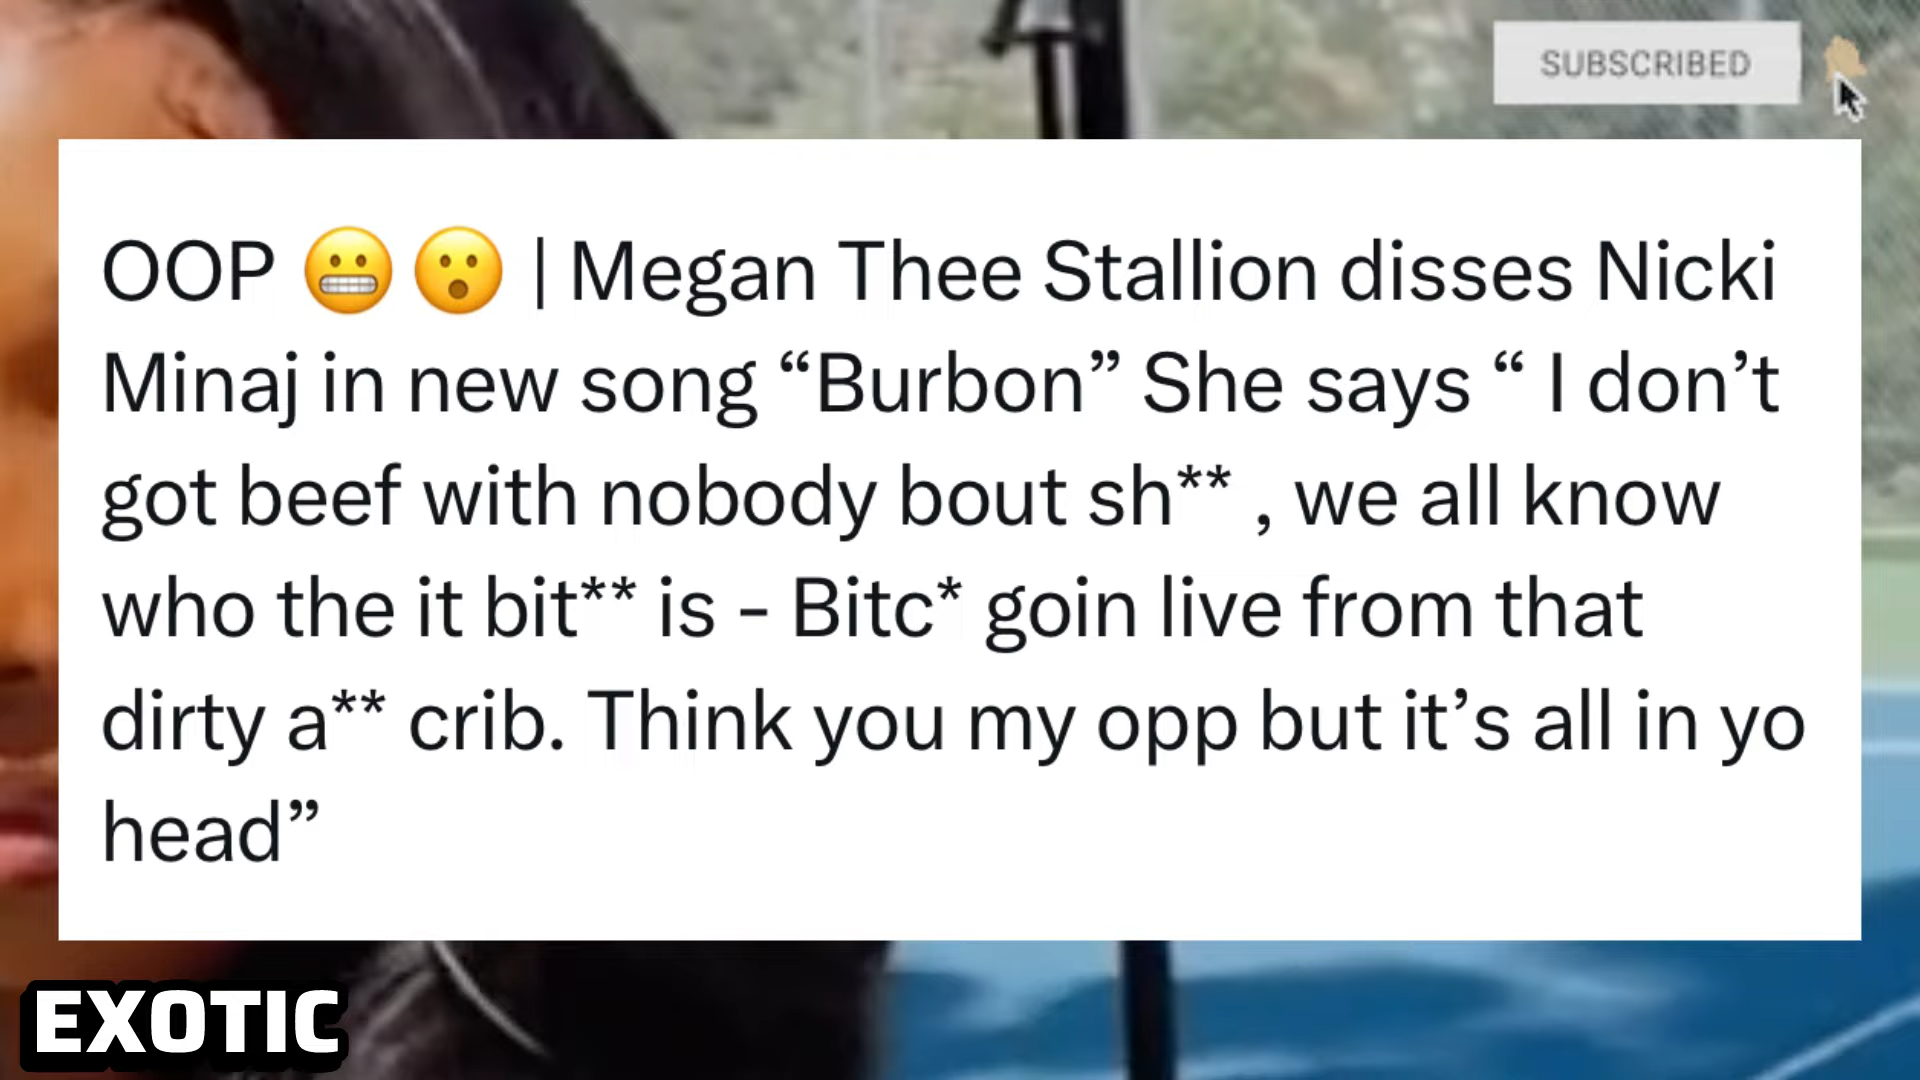 SUBSCRIBED
OOP 😬😮 | Megan Thee Stallion disses Nicki
Minaj in new song “Burbon” She says “ I don’t
got beef with nobody bout sh** , we all know
who the it bit** is - Bitc* goin live from that
dirty a** crib. Think you my opp but it’s all in yo
head”
EXOTIC